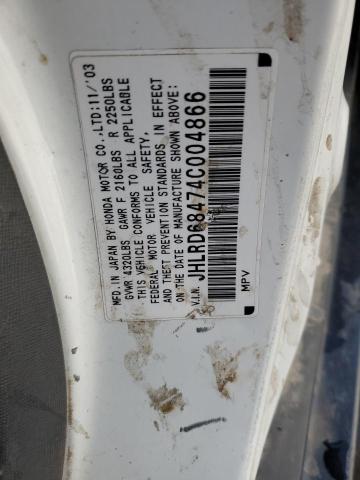 MFD.IN JAPAN BY HONDA MOTOR CO.,LTD:11/'03
GVWR 4320LBS GAWR F 2160LBS R 2250LBS
THIS VEHICLE CONFORMS TO ALL APPLICABLE
FEDERAL MOTOR VEHICLE SAFETY,
AND THEFT PREVENTION STANDARDS IN EFFECT
ON THE DATE OF MANUFACTURE SHOWN ABOVE:
V.I.N. JHLRD68474C004866
MPV